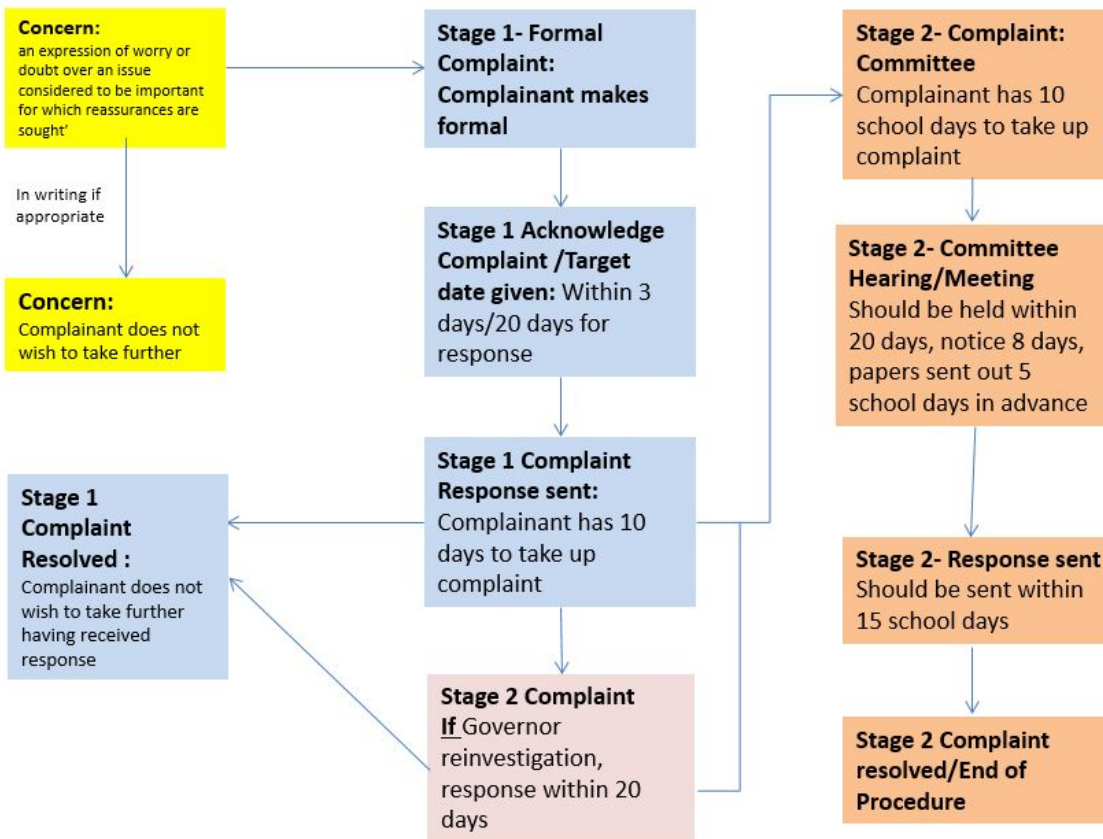 Concern:
an expression of worry or
doubt over an issue
considered to be important
for which reassurances are
sought’
In writing if
appropriate
Concern:
Complainant does not
wish to take further
Stage 1- Formal
Complaint:
Complainant makes
formal
Stage 1 Acknowledge
Complaint /Target
date given: Within 3
days/20 days for
response
Stage 1 Complaint
Response sent:
Complainant has 10
days to take up
complaint
Stage 1
Complaint
Resolved :
Complainant does not
wish to take further
having received
response
Stage 2 Complaint
If Governor
reinvestigation,
response within 20
days
Stage 2- Complaint:
Committee
Complainant has 10
school days to take up
complaint
Stage 2- Committee
Hearing/Meeting
Should be held within
20 days, notice 8 days,
papers sent out 5
school days in advance
Stage 2- Response sent
Should be sent within
15 school days
Stage 2 Complaint
resolved/End of
Procedure